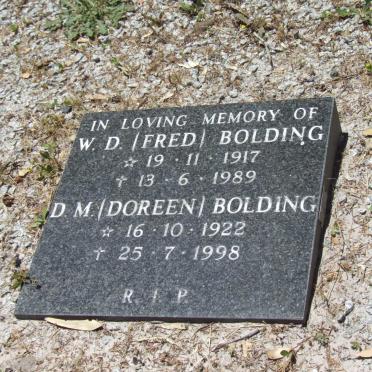 IN LOVING MEMORY OF
W. D. /FRED/ BOLDING
☆ 19 · 11 · 1917
† 13 · 6 · 1989
D. M. /DOREEN/ BOLDING
☆ 16 · 10 · 1922
† 25 · 7 · 1998
R I P